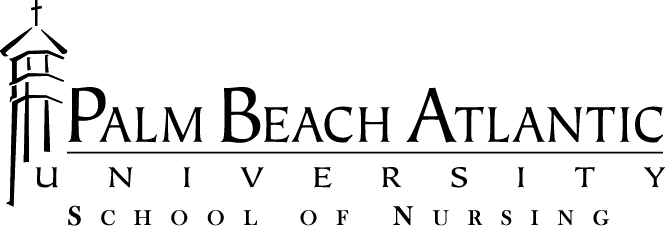 PALM BEACH ATLANTIC
UNIVERSITY
SCHOOL OF NURSING